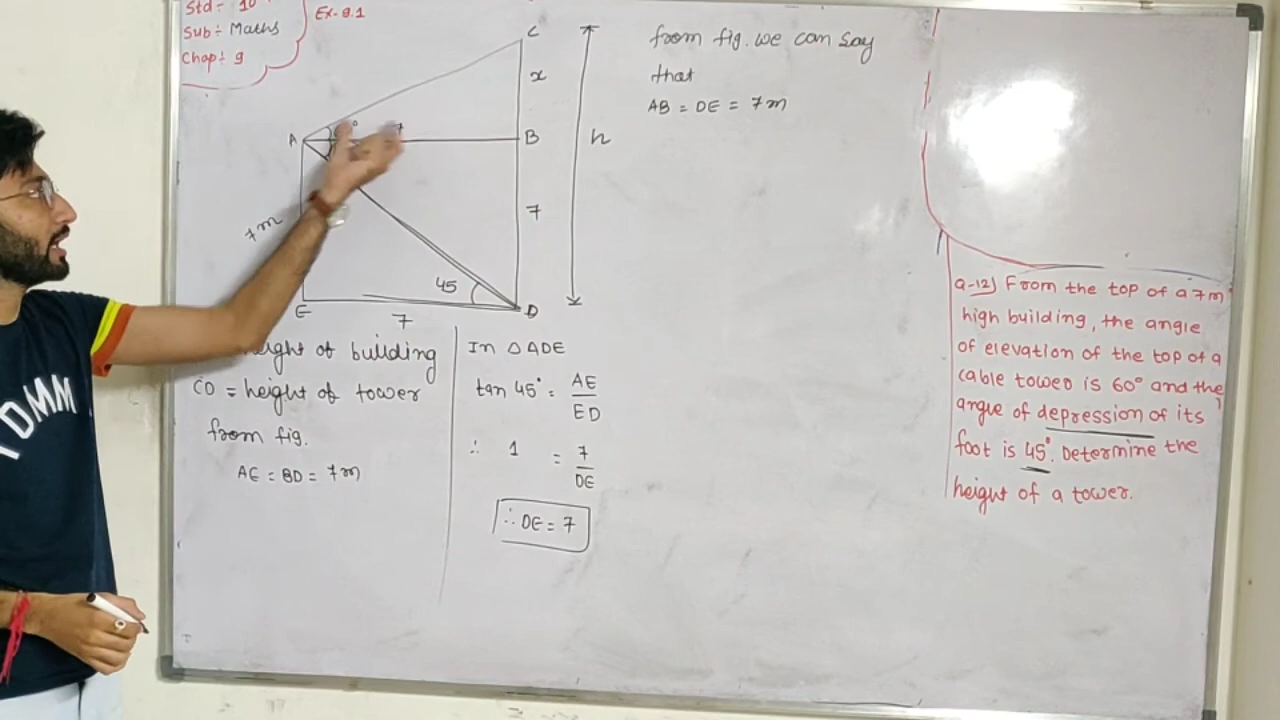 Std :- 10
Sub :- Maths
Chap :- 9
Ex-9.1
C
x
A
7
B
h
7m
7
45
E
7
D
height of building
CD = height of tower
from fig.
AE = BD = 7m
In △ADE
tan 45° = AE/ED
∴ 1 = 7/DE
∴ DE = 7
from fig. we can say
that
AB = DE = 7m
Q-12) From the top of a 7m
high building, the angle
of elevation of the top of a
cable toweo is 60° and the
angle of depression of its
foot is 45°. Determine the
height of a tower.
TOMM